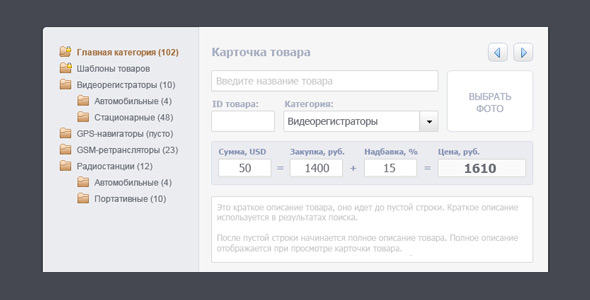 Главная категория (102)
Шаблоны товаров
Видеорегистраторы (10)
Автомобильные (4)
Стационарные (48)
GPS-навигаторы (пусто)
GSM-ретрансляторы (23)
Радиостанции (12)
Автомобильные (4)
Портативные (10)
Карточка товара
Введите название товара
ВЫБРАТЬ
ФОТО
ID товара: Категория:
Видеорегистраторы
Сумма, USD Закупка, руб. Надбавка, % Цена, руб.
50 = 1400 + 15 = 1610
Это краткое описание товара, оно идет до пустой строки. Краткое описание
используется в результатах поиска.
После пустой строки начинается полное описание товара. Полное описание
отображается при просмотре карточки товара.